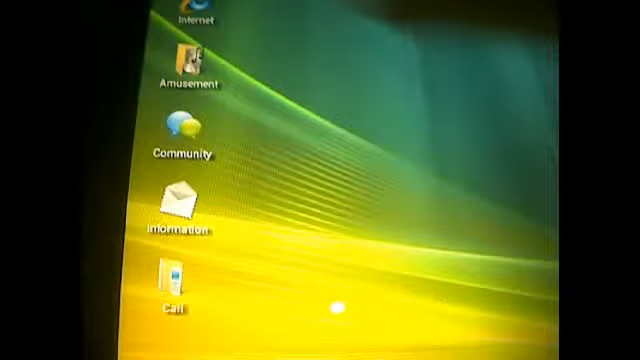 Internet
Amusement
Community
Information
Call